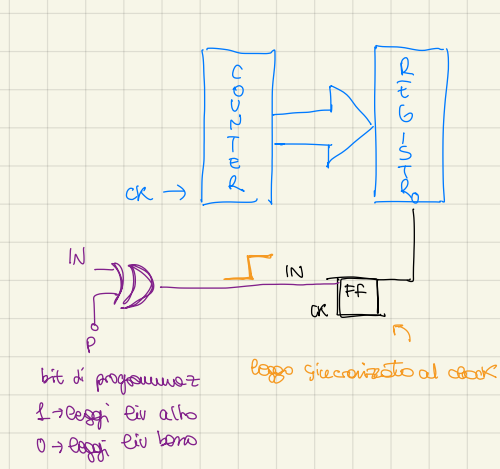 COUNTER
REGISTRO
CK →
IN
IN
FF
CK
P
leggo sincronizzato al clock
bit di programmaz
1 → leggi liv alto
0 → leggi liv basso